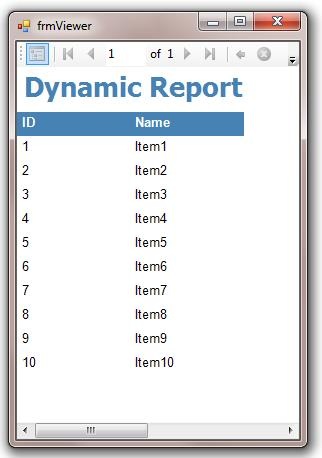 frmViewer
1 of 1
Dynamic Report
ID Name
1 Item1
2 Item2
3 Item3
4 Item4
5 Item5
6 Item6
7 Item7
8 Item8
9 Item9
10 Item10